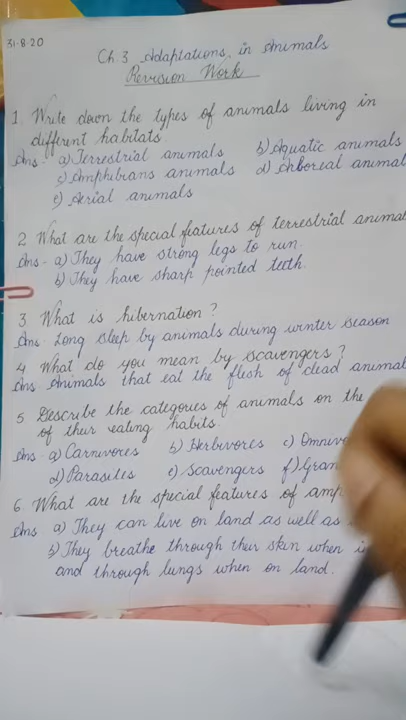 31·8·20
Ch 3 Adaptations in Animals
Revision Work
1 Write down the types of animals living in
different habitats.
Ans - a) Terrestrial animals b) Aquatic animals
c) Amphibians animals d) Arboreal animal
e) Aerial animals
2 What are the special features of terrestrial animal
Ans - a) They have strong legs to run.
b) They have sharp pointed teeth.
3 What is hibernation ?
Ans - Long sleep by animals during winter season
4 What do you mean by scavengers ?
Ans Animals that eat the flesh of dead animal
5 Describe the categories of animals on the
of their eating habits.
Ans - a) Carnivores b) Herbivores c) Omniv
d) Parasites e) Scavengers f) Gran
6 What are the special features of amp
Ans a) They can live on land as well as
b) They breathe through their skin when i
and through lungs when on land.